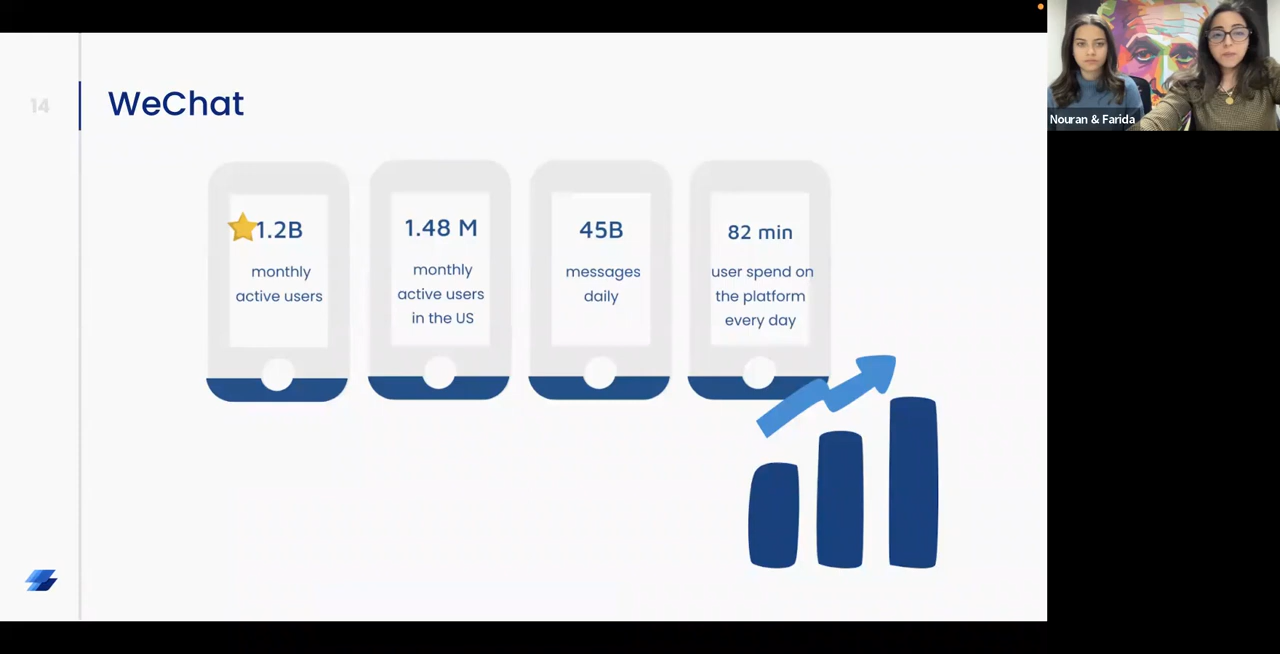 14
WeChat
1.2B
monthly
active users
1.48 M
monthly
active users
in the US
45B
messages
daily
82 min
user spend on
the platform
every day
Nouran & Farida